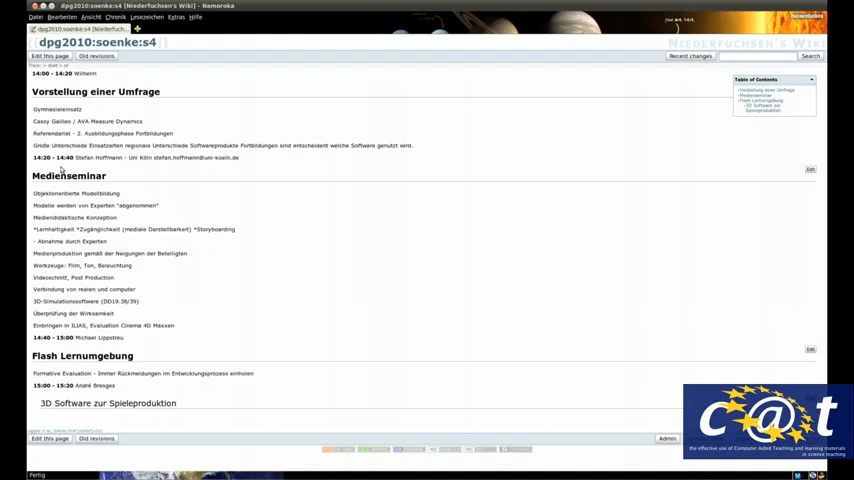 dpg2010:soenke:s4 [Niederfuchsen's Wiki] - Namoroka
Datei Bearbeiten Ansicht Chronik Lesezeichen Extras Hilfe
dpg2010:soenke:s4 [Niederfuch...
[[dpg2010:soenke:s4]]
NIEDERFUCHSEN'S WIKI
Edit this page Old revisions Recent changes Search
Trace: » start » s4
14:00 - 14:20 Wilhelm
Table of Contents
Vorstellung einer Umfrage
Medienseminar
Flash Lernumgebung
3D Software zur
Spieleproduktion
Vorstellung einer Umfrage
Gymnasialeinsatz
Cassy Galileo / AVA Measure Dynamics
Referendariat - 2. Ausbildungsphase Fortbildungen
Große Unterschiede Einsatzarten regionale Unterschiede Softwareprodukte Fortbildungen sind entscheident welche Software genutzt wird.
14:20 - 14:40 Stefan Hoffmann - Uni Köln stefan.hoffmann@uni-koeln.de
Edit
Medienseminar
Objektorientierte Modellbildung
Modelle werden von Experten "abgenommen"
Mediendidaktische Konzeption
*Lernhaltigkeit *Zugänglichkeit (mediale Darstellbarkeit) *Storyboarding
- Abnahme durch Experten
Medienproduktion gemäß der Neigungen der Beteiligten
Werkzeuge: Film, Ton, Beleuchtung
Videoschnitt, Post Production
Verbindung von realen und computer
3D-Simulationssoftware (DD19.38/39)
Überprüfung der Wirksamkeit
Einbringen in ILIAS, Evaluation Cinema 4D Maxxen
14:40 - 15:00 Michael Lippstreu
Edit
Flash Lernumgebung
Formative Evaluation - Immer Rückmeldungen im Entwicklungsprozess einholen
15:00 - 15:20 André Bresges
3D Software zur Spieleproduktion
Edit this page Old revisions Admin
c@t
the effective use of Computer Aided Teaching and learning materials
in science teaching
Fertig